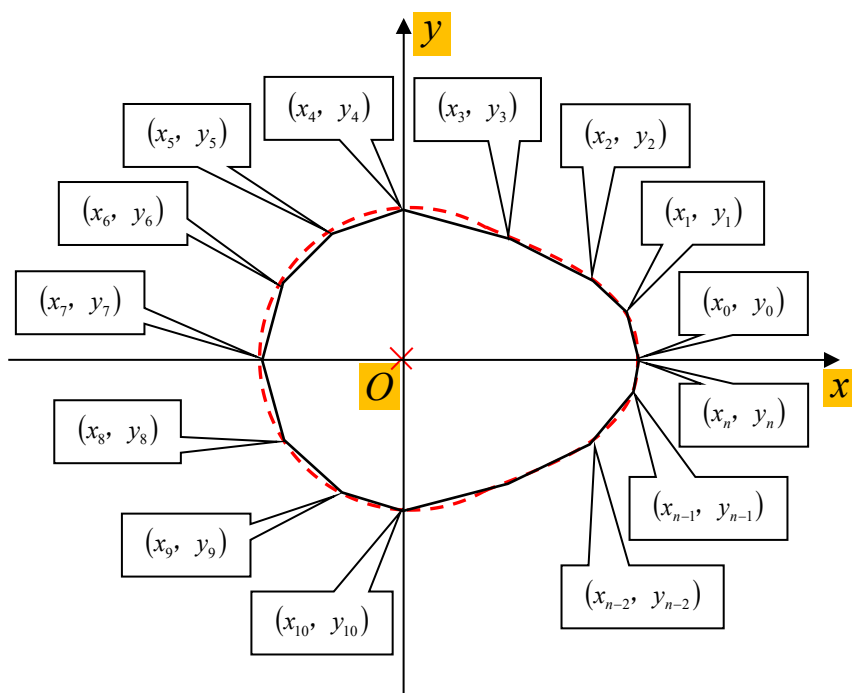 y
(x₄, y₄)
(x₃, y₃)
(x₅, y₅)
(x₂, y₂)
(x₆, y₆)
(x₁, y₁)
(x₇, y₇)
(x₀, y₀)
O
x
(xₙ, yₙ)
(x₈, y₈)
(xₙ₋₁, yₙ₋₁)
(x₉, y₉)
(xₙ₋₂, yₙ₋₂)
(x₁₀, y₁₀)